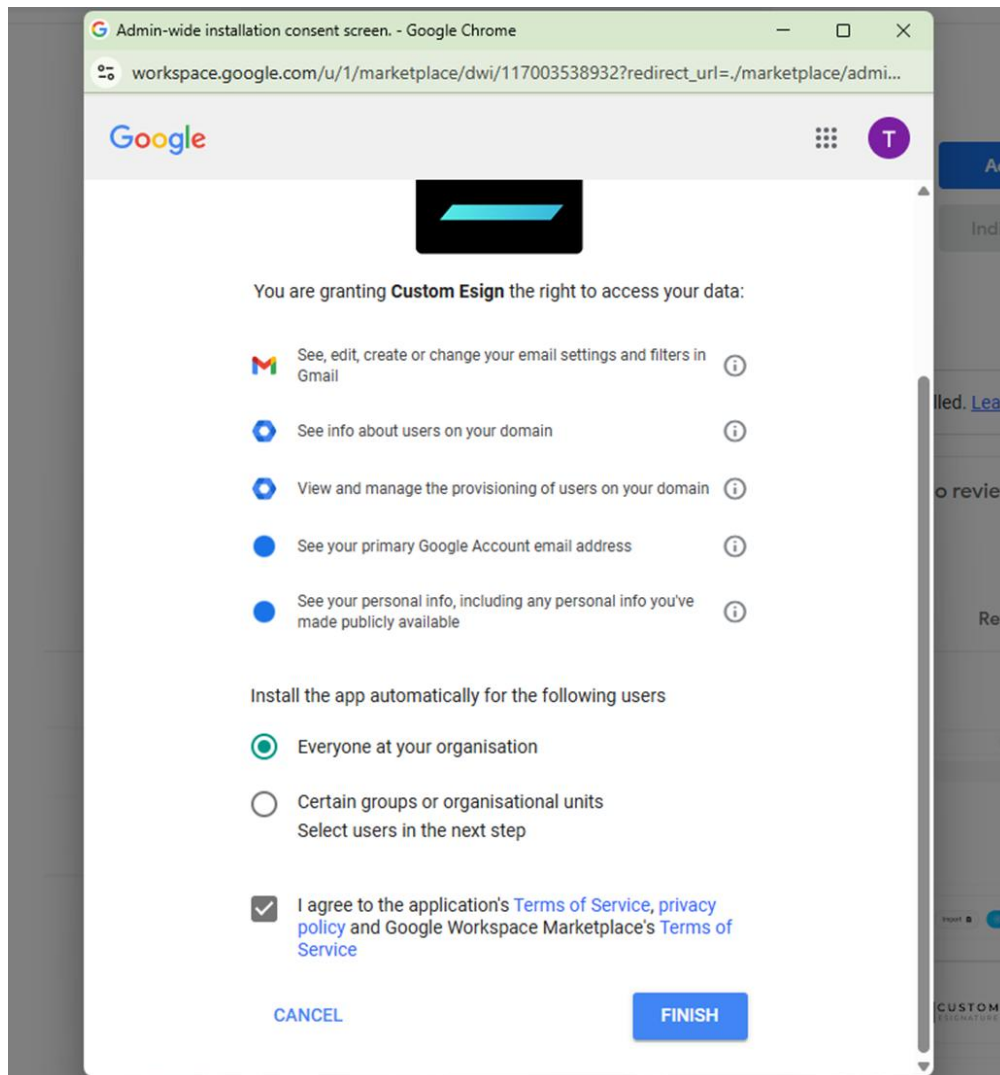 Admin-wide installation consent screen. - Google Chrome
workspace.google.com/u/1/marketplace/dwi/117003538932?redirect_url=./marketplace/admi...
Google
T
You are granting Custom Esign the right to access your data:
See, edit, create or change your email settings and filters in
Gmail
See info about users on your domain
View and manage the provisioning of users on your domain
See your primary Google Account email address
See your personal info, including any personal info you've
made publicly available
Install the app automatically for the following users
Everyone at your organisation
Certain groups or organisational units
Select users in the next step
I agree to the application's Terms of Service, privacy
policy and Google Workspace Marketplace's Terms of
Service
CANCEL
FINISH
Ind
lled. Lea
o revie
Re
CUSTOM